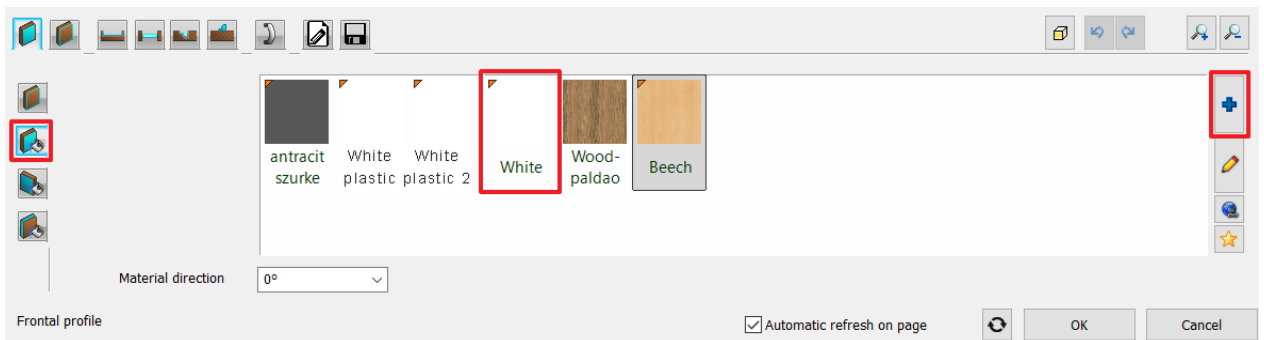 antracit
szurke
White
plastic
White
plastic 2
White
Wood-
paldao
Beech
Material direction
0°
Frontal profile
Automatic refresh on page
OK
Cancel